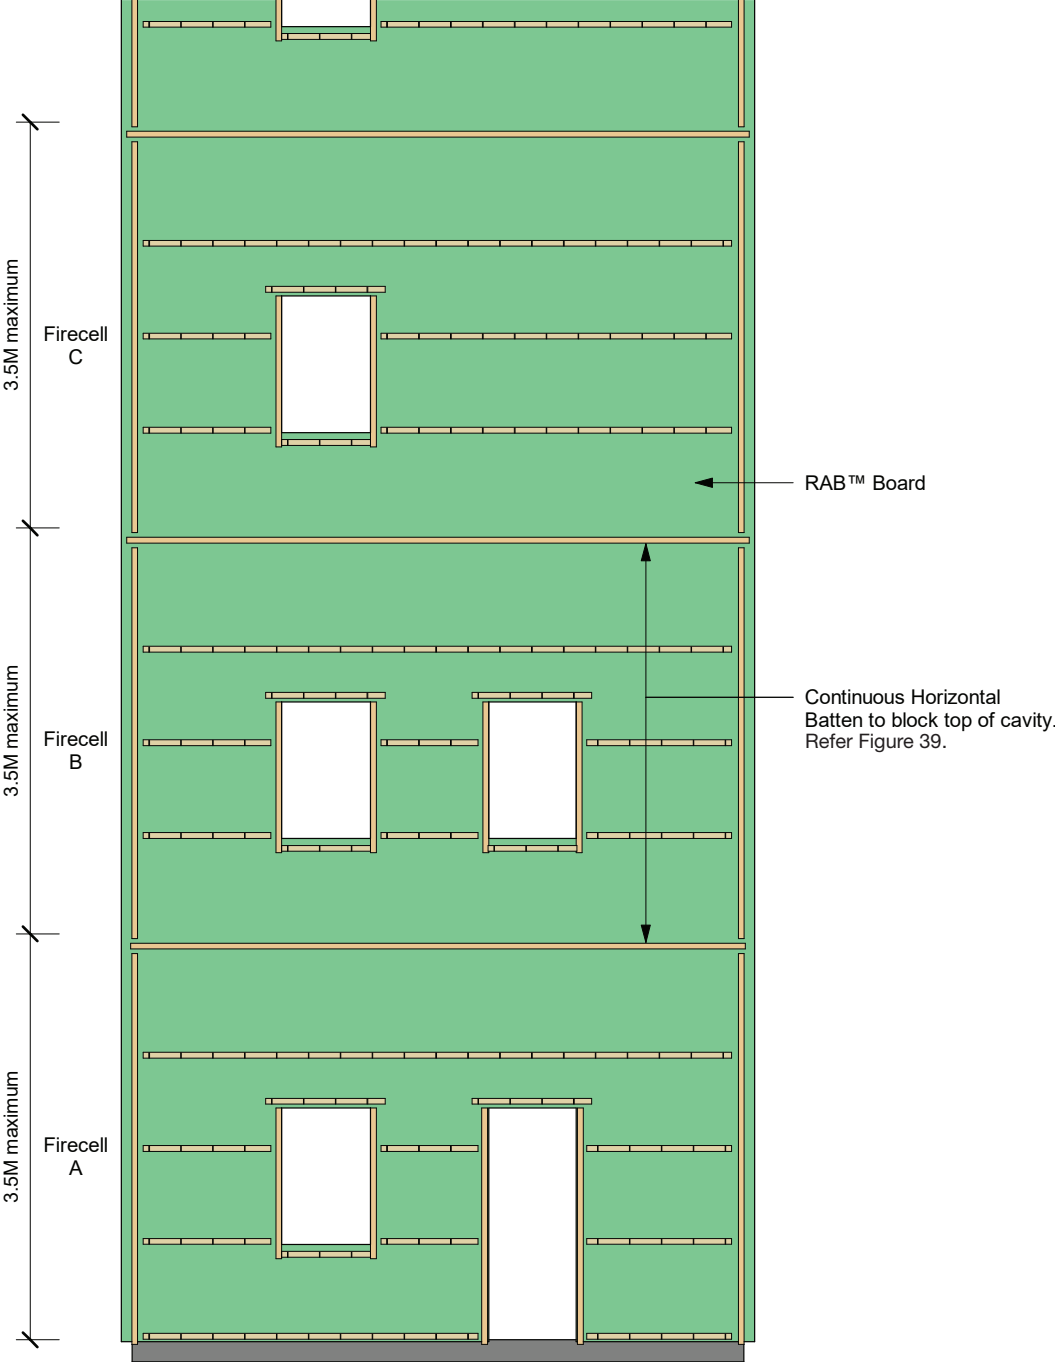 3.5M maximum
Firecell
C
RAB™ Board
3.5M maximum
Firecell
B
Continuous Horizontal
Batten to block top of cavity.
Refer Figure 39.
3.5M maximum
Firecell
A